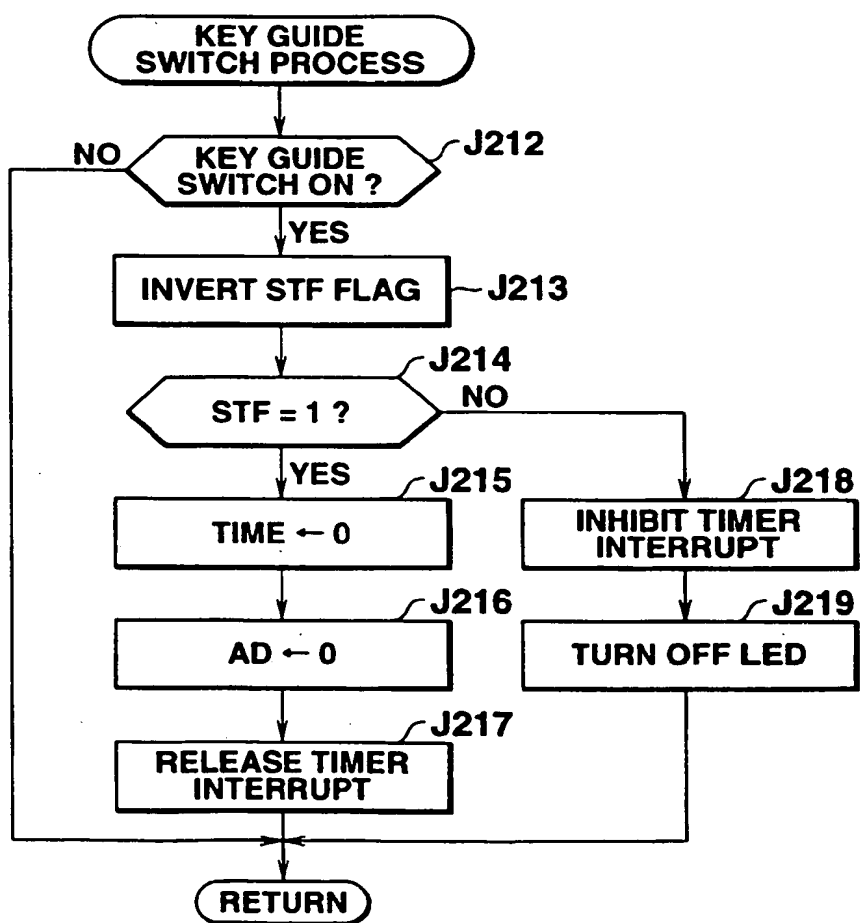 KEY GUIDE
SWITCH PROCESS
NO
KEY GUIDE
SWITCH ON ?
J212
YES
INVERT STF FLAG
J213
J214
STF = 1 ?
NO
YES
J215
TIME ← 0
J218
INHIBIT TIMER
INTERRUPT
J216
AD ← 0
J219
TURN OFF LED
J217
RELEASE TIMER
INTERRUPT
RETURN